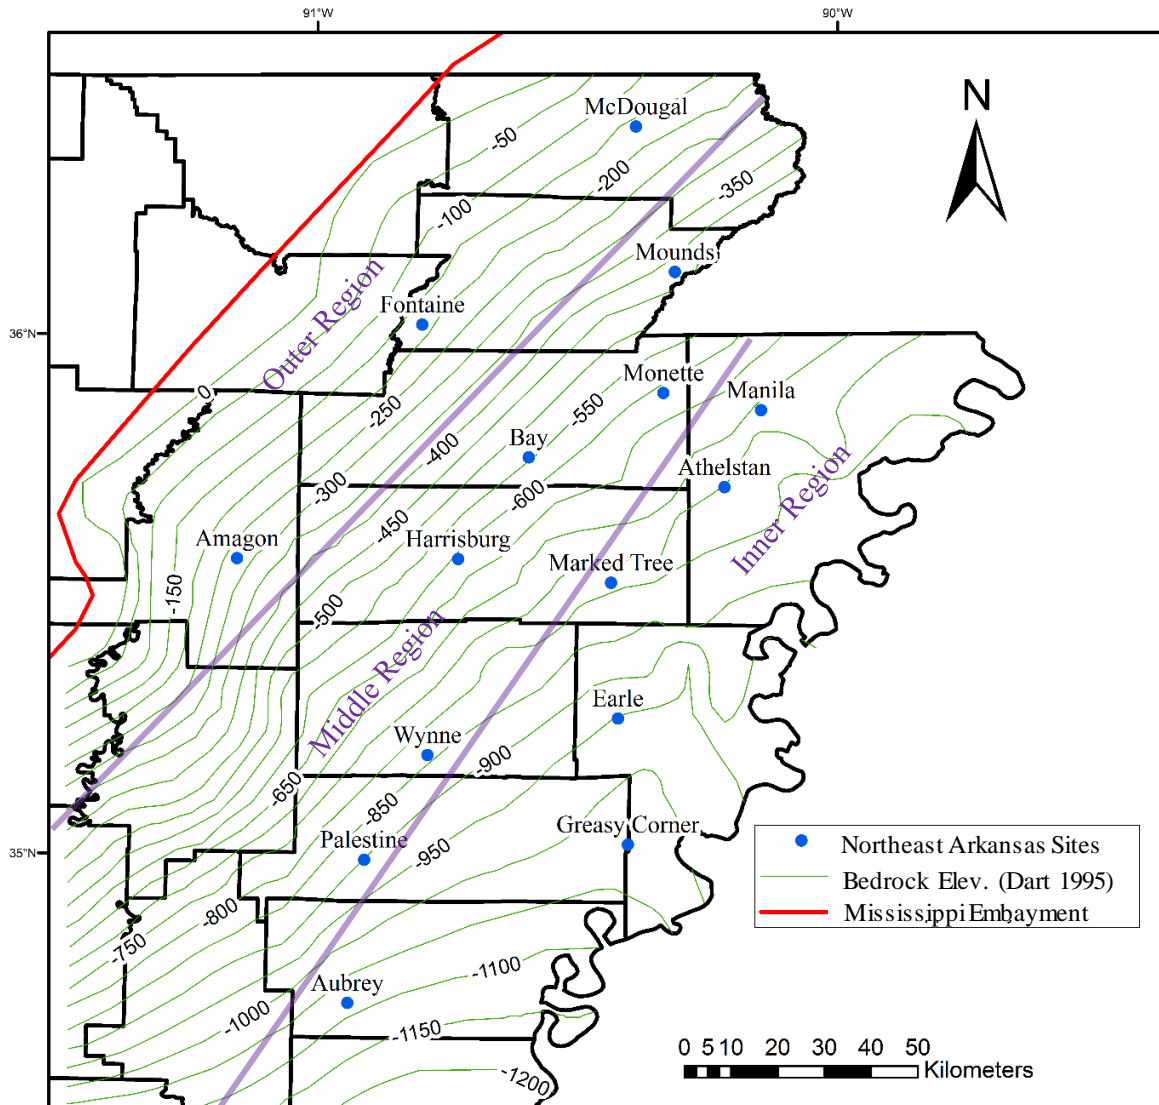 91°W
90°W
N
McDougal
-50
-200
-350
-100
Mounds
Outer Region
Fontaine
36°N
Monette
Manila
0
-250
-550
-400
Bay
Athelstan
-300
-600
Inner Region
-450
Amagon
Harrisburg
Marked Tree
-150
-500
Middle Region
Earle
Wynne
-900
-650
-850
Greasy Corner
Palestine
35°N
-950
Northeast Arkansas Sites
Bedrock Elev. (Dart 1995)
Mississippi Embayment
-800
-750
-1100
Aubrey
-1000
-1150
-1200
0 5 10 20 30 40 50
Kilometers